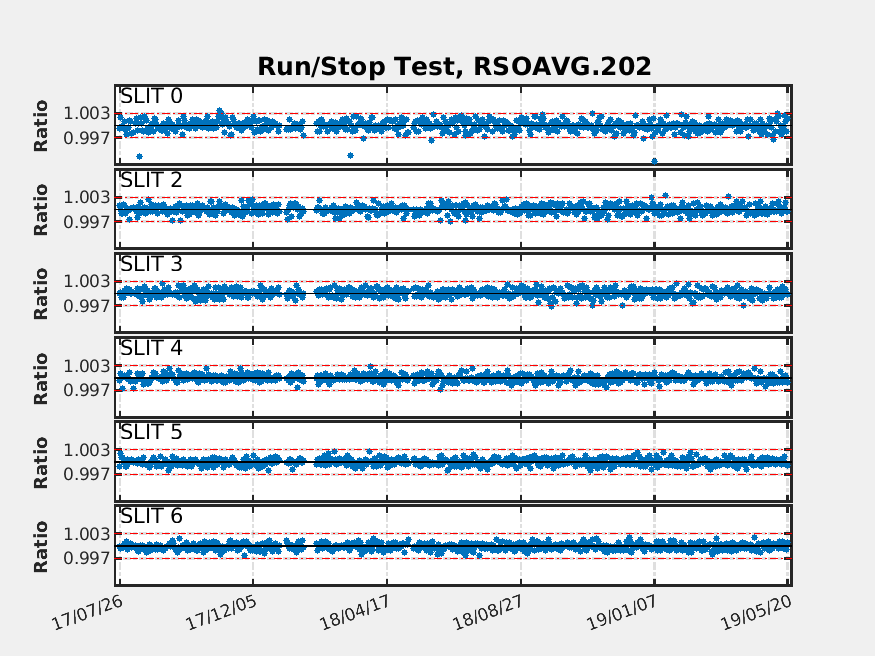 Run/Stop Test, RSOAVG.202
SLIT 0
Ratio
1.003
0.997
SLIT 2
Ratio
1.003
0.997
SLIT 3
Ratio
1.003
0.997
SLIT 4
Ratio
1.003
0.997
SLIT 5
Ratio
1.003
0.997
SLIT 6
Ratio
1.003
0.997
17/07/26 17/12/05 18/04/17 18/08/27 19/01/07 19/05/20